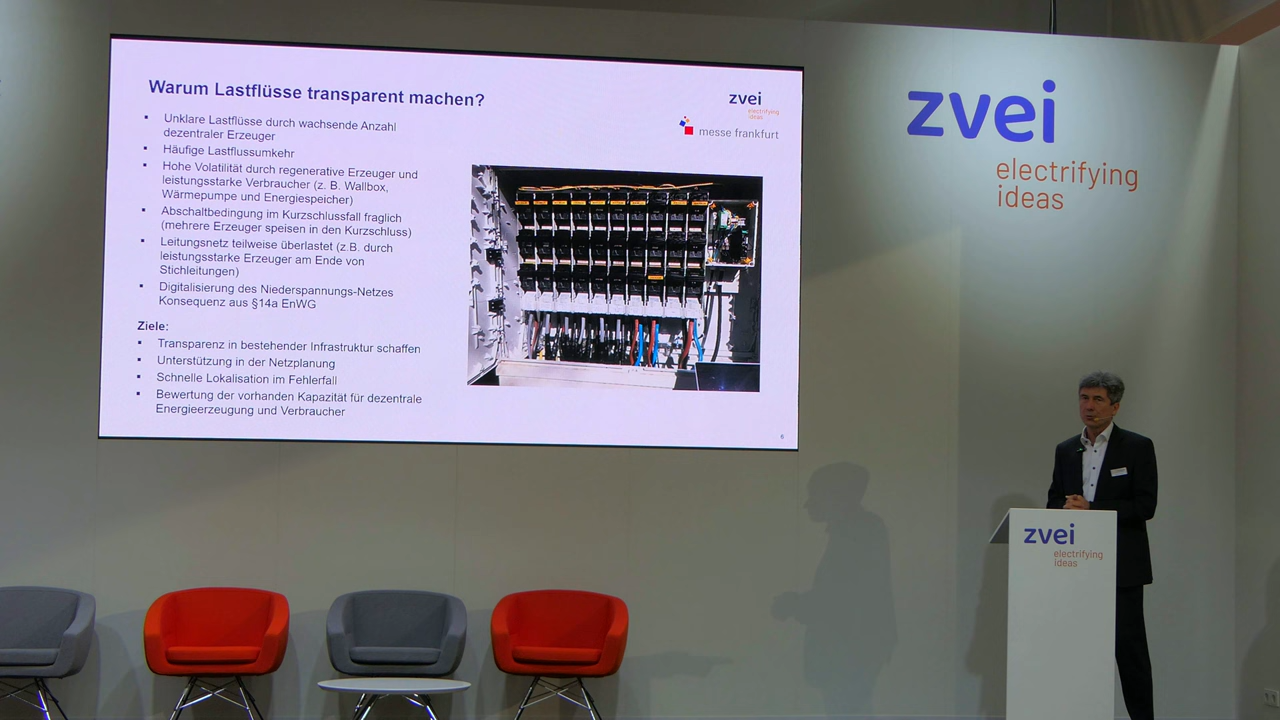 Warum Lastflüsse transparent machen?
zvei
electrifying
ideas
messe frankfurt
▪ Unklare Lastflüsse durch wachsende Anzahl
dezentraler Erzeuger
▪ Häufige Lastflussumkehr
▪ Hohe Volatilität durch regenerative Erzeuger und
leistungsstarke Verbraucher (z. B. Wallbox,
Wärmepumpe und Energiespeicher)
▪ Abschaltbedingung im Kurzschlussfall fraglich
(mehrere Erzeuger speisen in den Kurzschluss)
▪ Leitungsnetz teilweise überlastet (z.B. durch
leistungsstarke Erzeuger am Ende von
Stichleitungen)
▪ Digitalisierung des Niederspannungs-Netzes
Konsequenz aus §14a EnWG
Ziele:
▪ Transparenz in bestehender Infrastruktur schaffen
▪ Unterstützung in der Netzplanung
▪ Schnelle Lokalisation im Fehlerfall
▪ Bewertung der vorhanden Kapazität für dezentrale
Energieerzeugung und Verbraucher
6
zvei
electrifying
ideas
zvei
electrifying
ideas